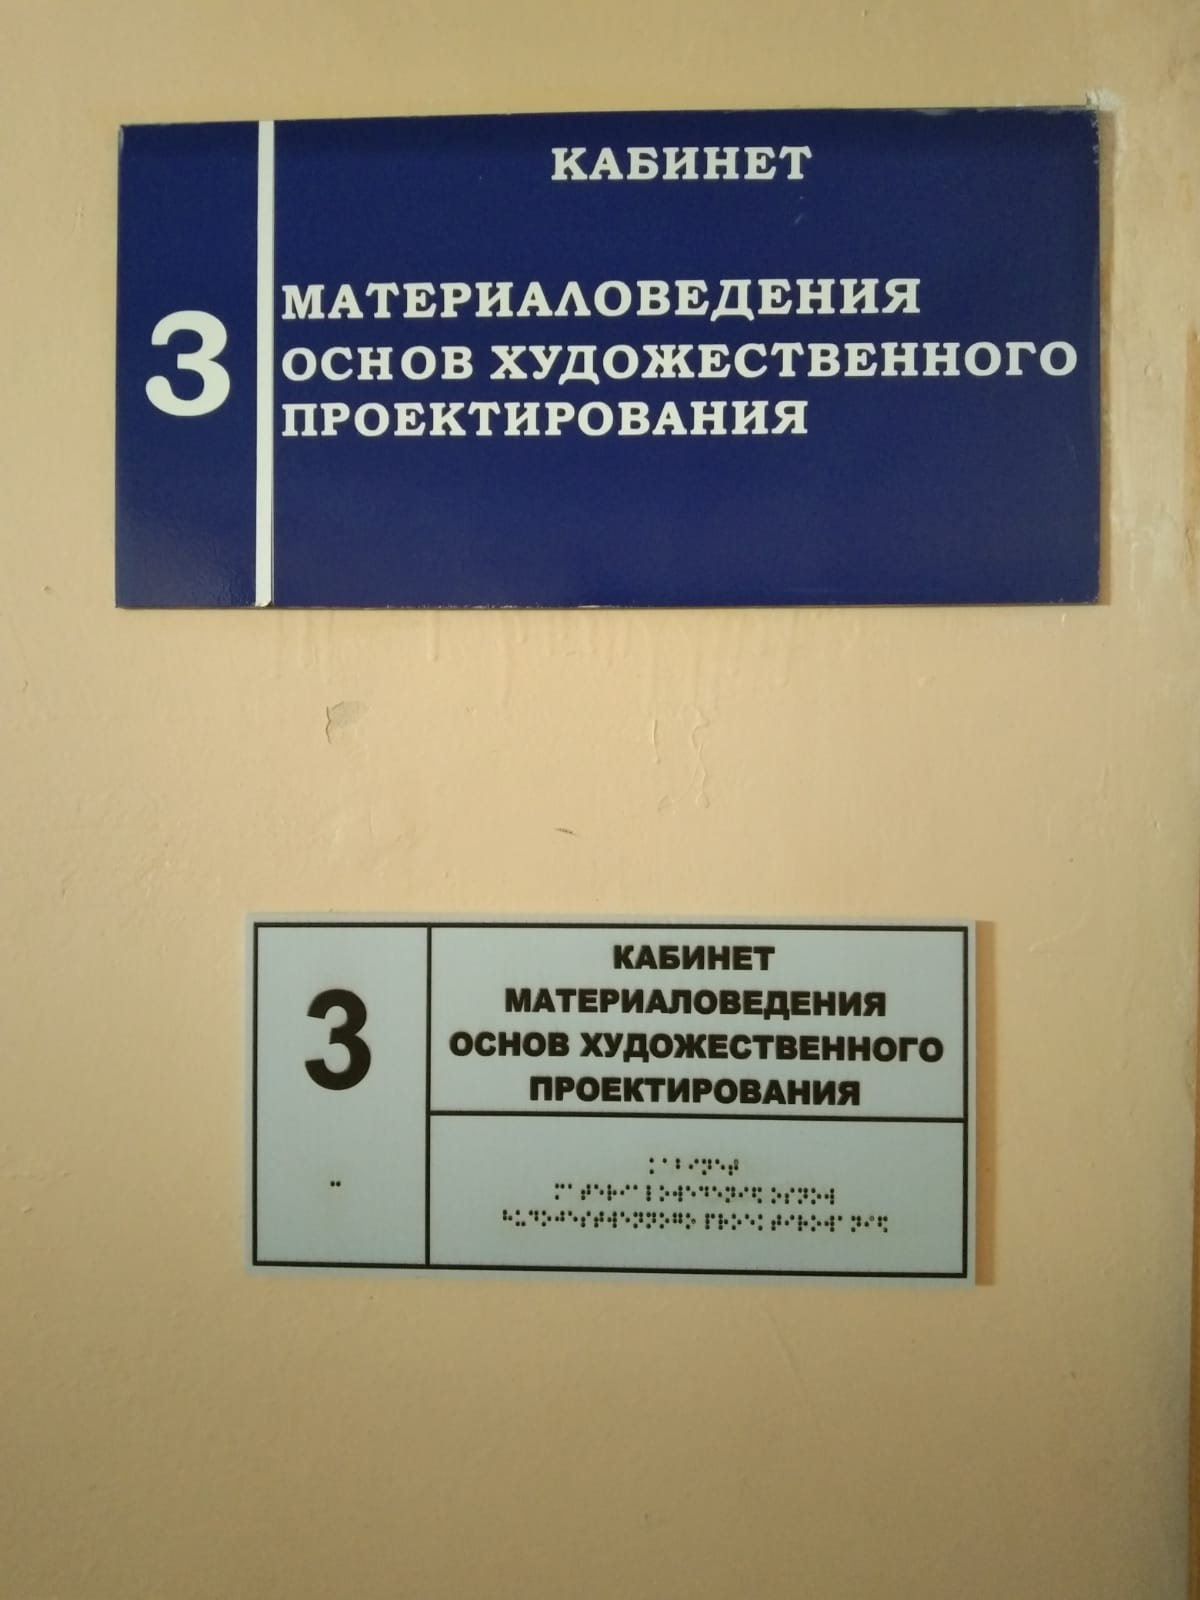 КАБИНЕТ
3
МАТЕРИАЛОВЕДЕНИЯ
ОСНОВ ХУДОЖЕСТВЕННОГО
ПРОЕКТИРОВАНИЯ
3
КАБИНЕТ
МАТЕРИАЛОВЕДЕНИЯ
ОСНОВ ХУДОЖЕСТВЕННОГО
ПРОЕКТИРОВАНИЯ